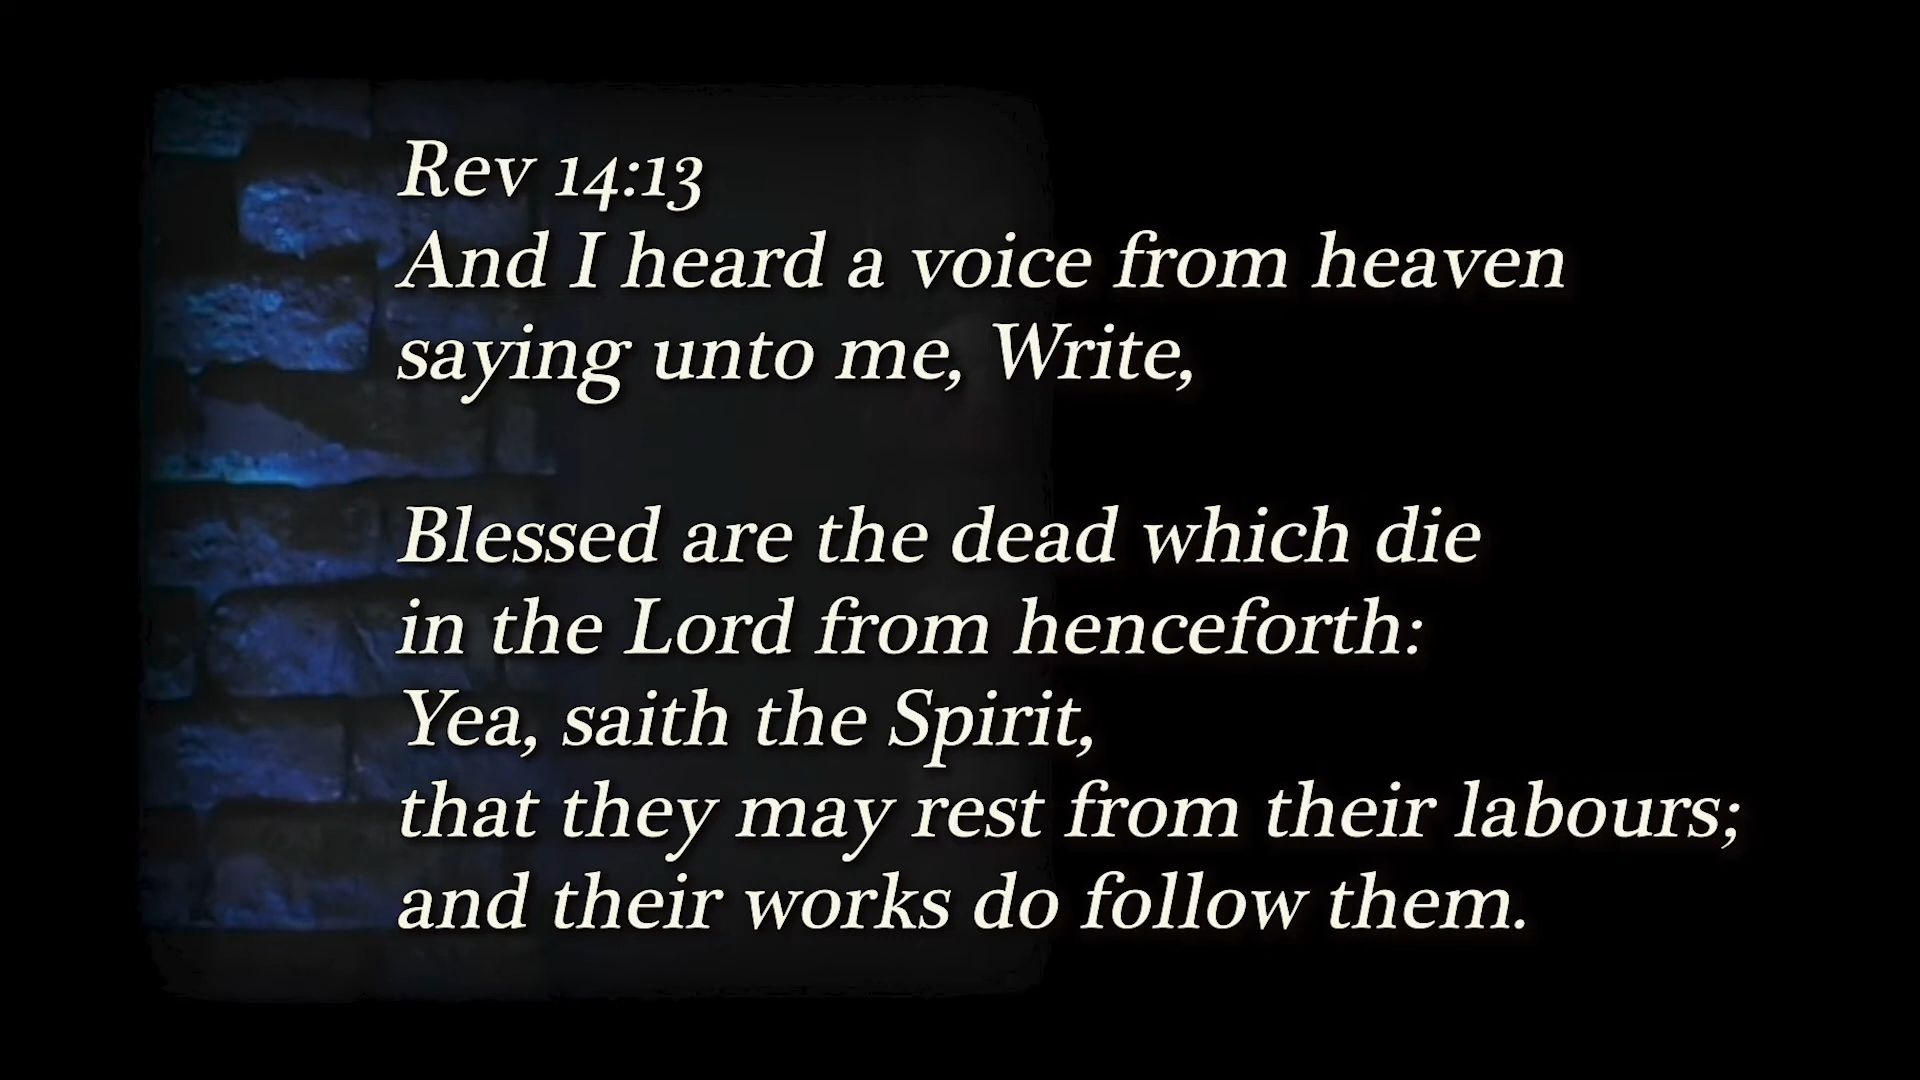 Rev 14:13
And I heard a voice from heaven
saying unto me, Write,
Blessed are the dead which die
in the Lord from henceforth:
Yea, saith the Spirit,
that they may rest from their labours;
and their works do follow them.